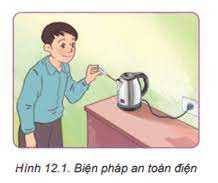 Hình 12.1. Biện pháp an toàn điện